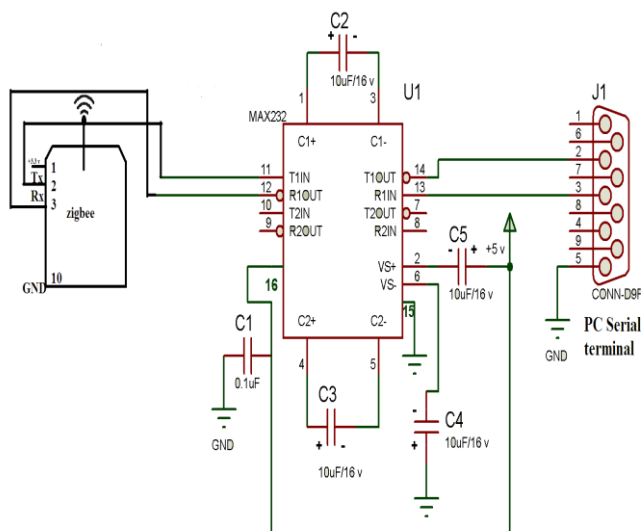 C2
+ -
10uF/16 v
1
3
U1
MAX232
J1
C1+
C1-
11
T1IN
T1OUT
14
12
R1OUT
R1IN
13
10
T2IN
T2OUT
7
9
R2OUT
R2IN
8
VS+
2
VS-
6
16
15
C2+
C2-
4
5
C1
0.1uF
GND
C3
+ -
10uF/16 v
C5
- +
10uF/16 v
+5 v
-
C4
10uF/16 v
+
1
6
2
7
3
8
4
9
5
CONN-D9F
GND
PC Serial
terminal
1
Tx
2
Rx
3
zigbee
10
GND